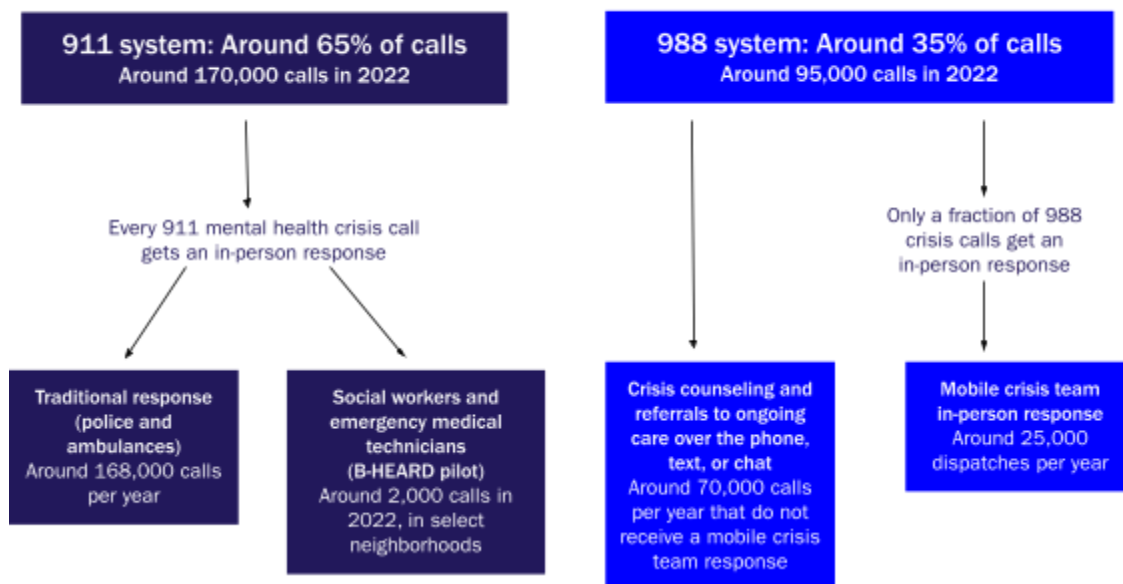 911 system: Around 65% of calls
Around 170,000 calls in 2022
988 system: Around 35% of calls
Around 95,000 calls in 2022
Every 911 mental health crisis call
gets an in-person response
Only a fraction of 988
crisis calls get an
in-person response
Traditional response
(police and
ambulances)
Around 168,000 calls
per year
Social workers and
emergency medical
technicians
(B-HEARD pilot)
Around 2,000 calls in
2022, in select
neighborhoods
Crisis counseling and
referrals to ongoing
care over the phone,
text, or chat
Around 70,000 calls
per year that do not
receive a mobile crisis
team response
Mobile crisis team
in-person response
Around 25,000
dispatches per year